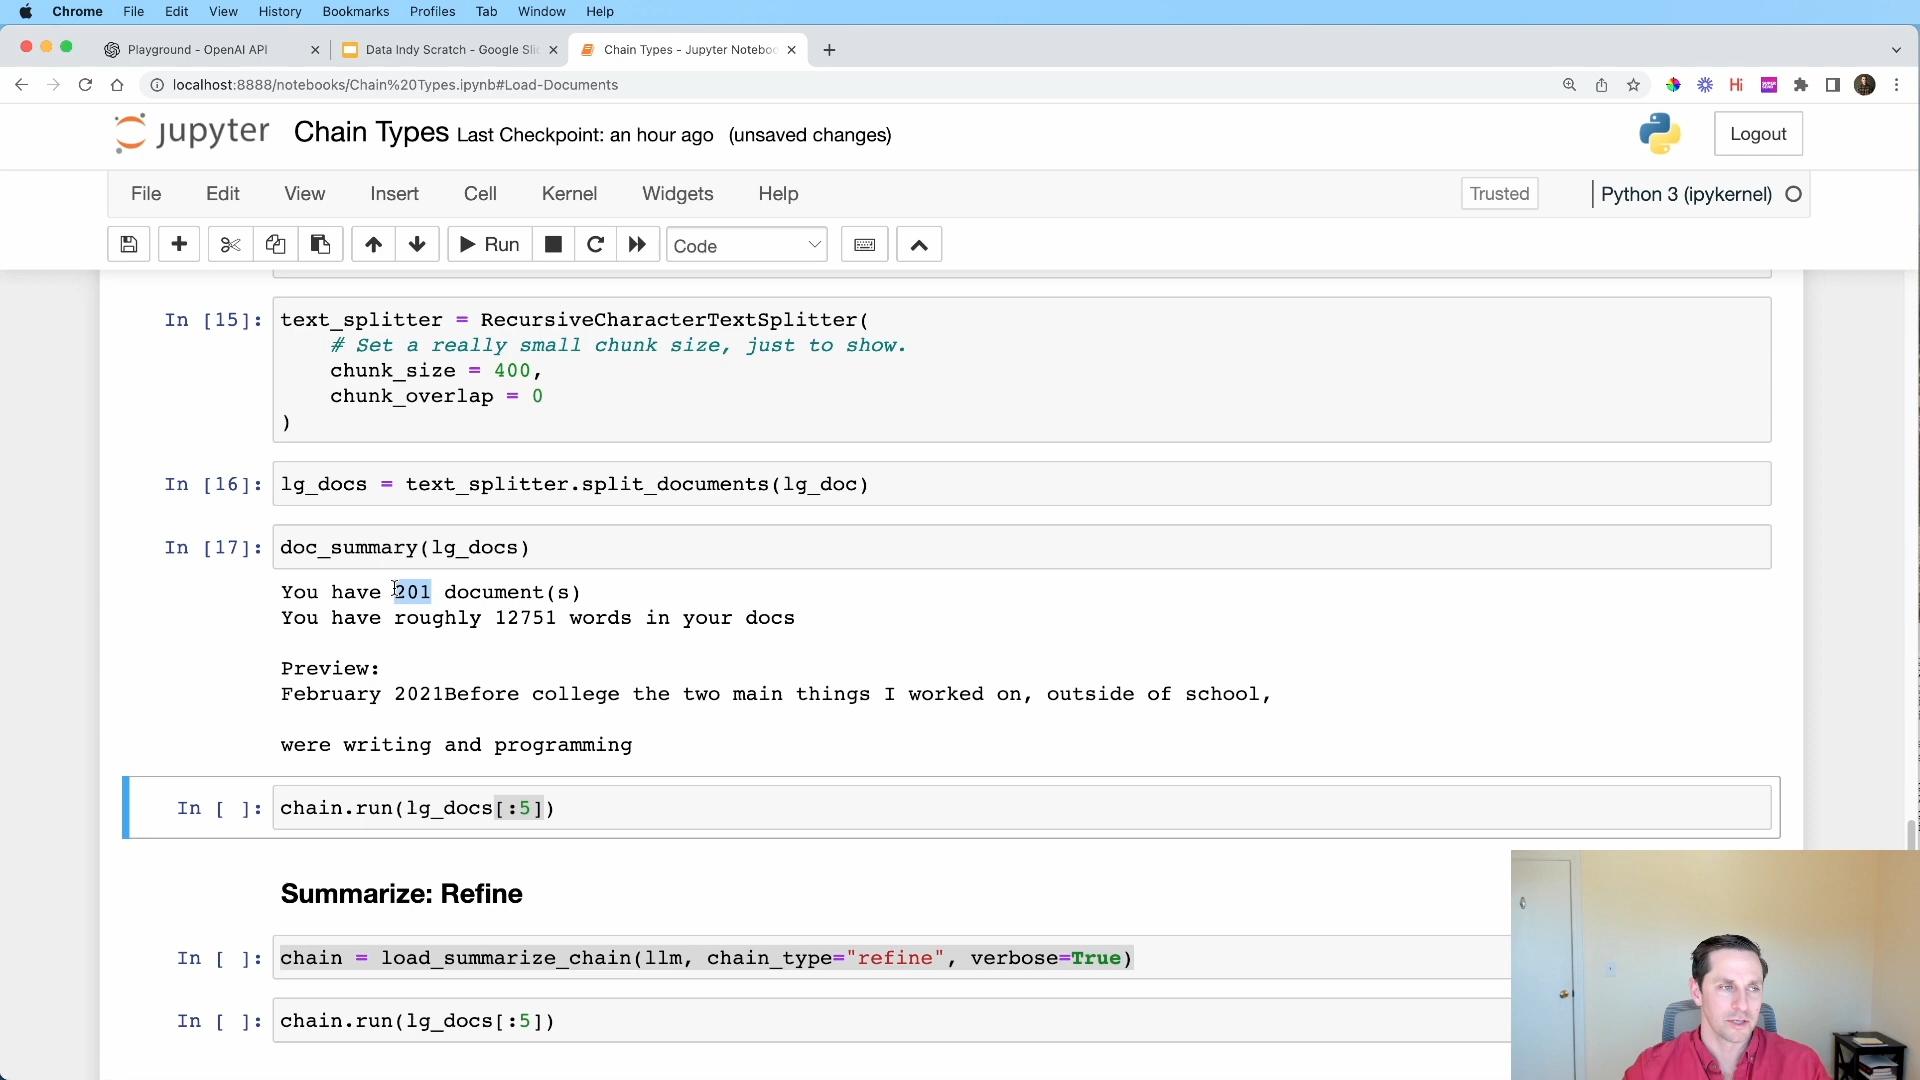 Chrome File Edit View History Bookmarks Profiles Tab Window Help
Playground - OpenAI API
Data Indy Scratch - Google Sli
Chain Types - Jupyter Noteboo
localhost:8888/notebooks/Chain%20Types.ipynb#Load-Documents
Hi
jupyter Chain Types Last Checkpoint: an hour ago (unsaved changes)
Logout
File Edit View Insert Cell Kernel Widgets Help
Trusted
Python 3 (ipykernel)
Run
Code
In [15]: text_splitter = RecursiveCharacterTextSplitter(
# Set a really small chunk size, just to show.
chunk_size = 400,
chunk_overlap = 0
)
In [16]: lg_docs = text_splitter.split_documents(lg_doc)
In [17]: doc_summary(lg_docs)
You have 201 document(s)
You have roughly 12751 words in your docs
Preview:
February 2021Before college the two main things I worked on, outside of school,
were writing and programming
In [ ]: chain.run(lg_docs[:5])
Summarize: Refine
In [ ]: chain = load_summarize_chain(llm, chain_type="refine", verbose=True)
In [ ]: chain.run(lg_docs[:5])